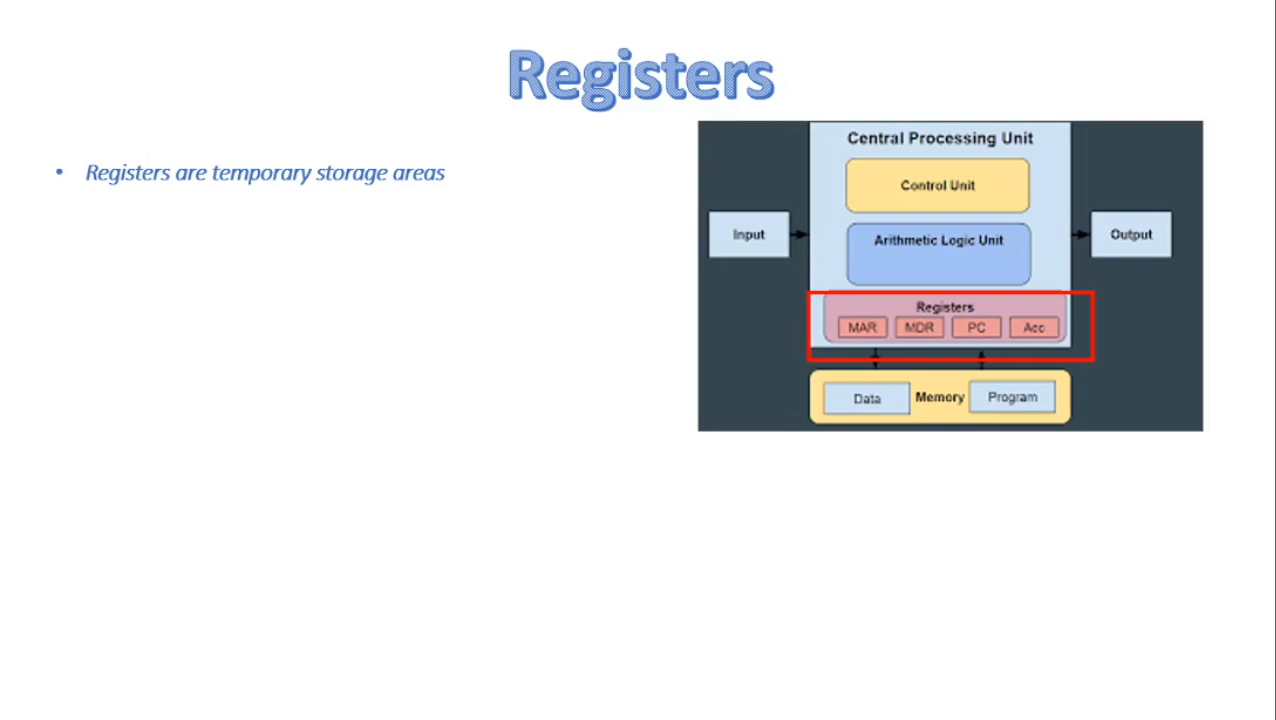 Registers
• Registers are temporary storage areas
Central Processing Unit
Control Unit
Input
Arithmetic Logic Unit
Output
Registers
MAR MDR PC Acc
Data Memory Program